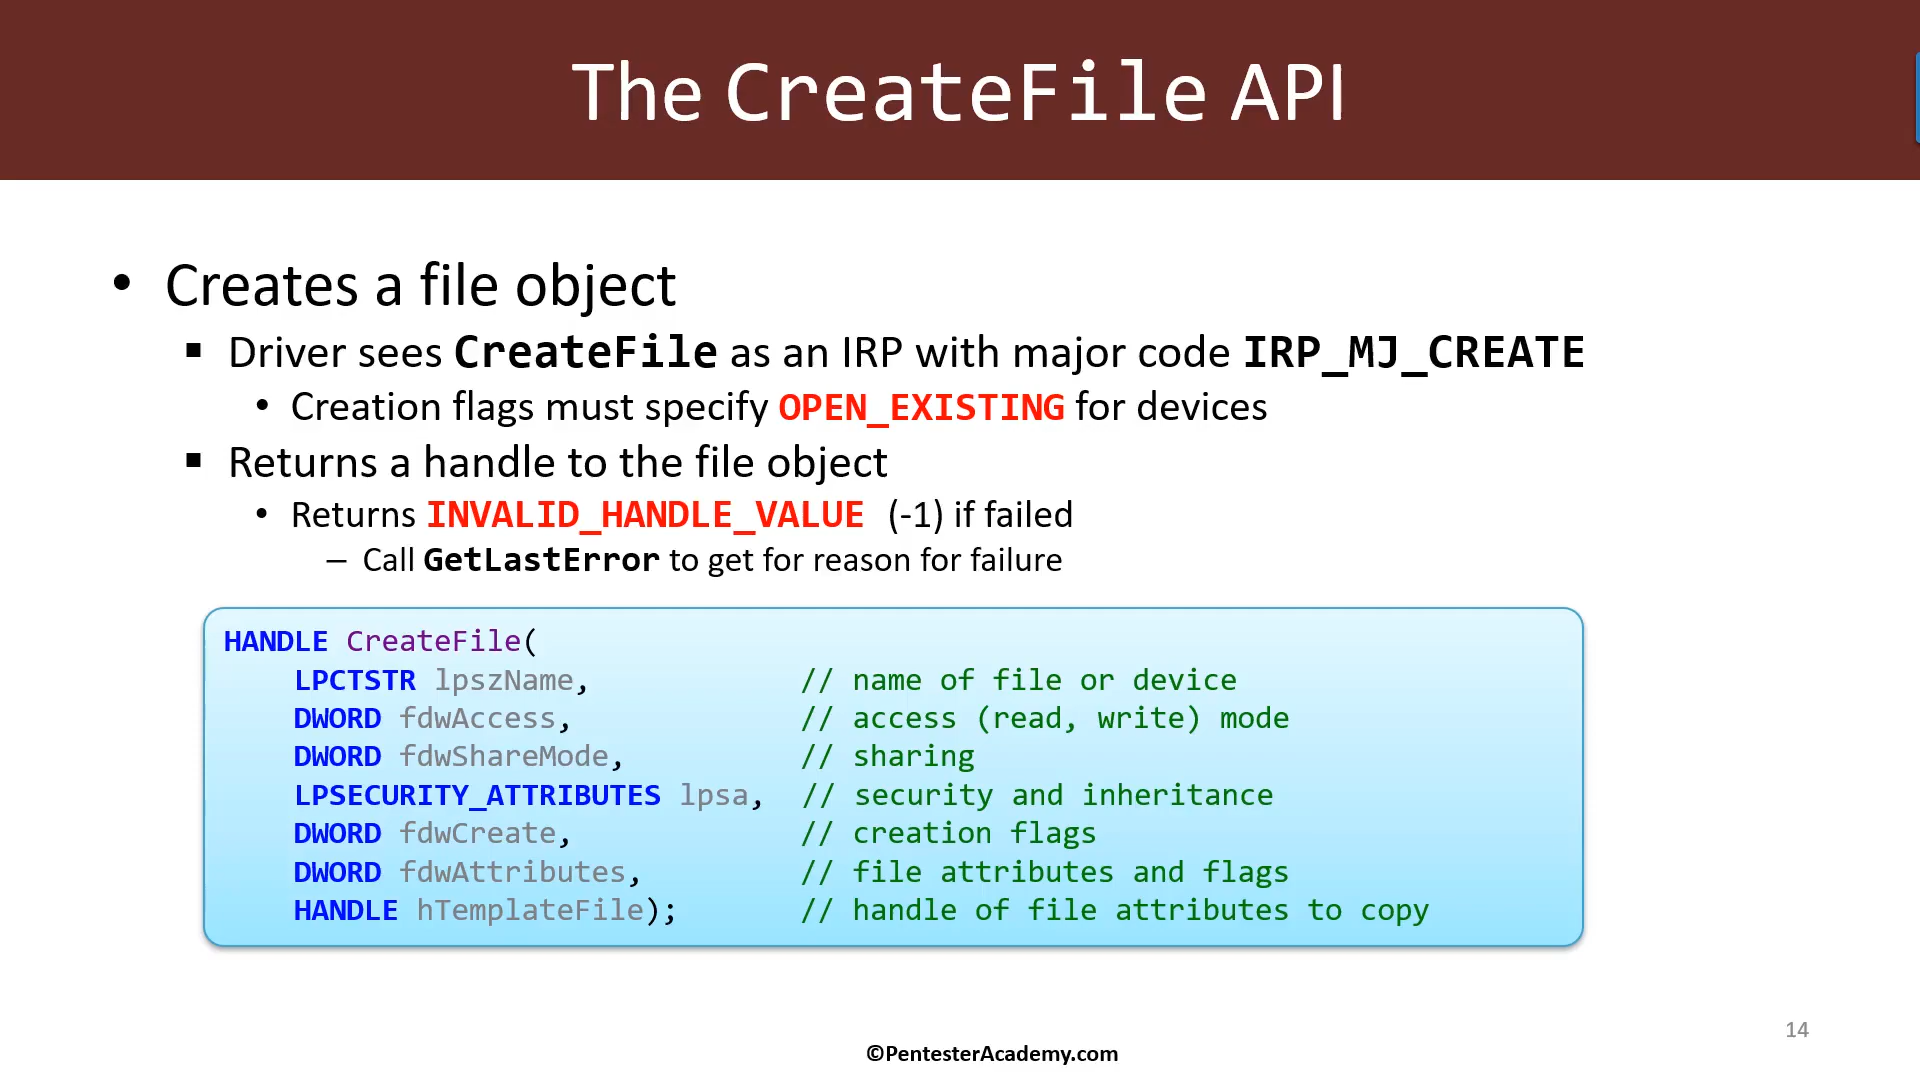 The CreateFile API
• Creates a file object
▪ Driver sees CreateFile as an IRP with major code IRP_MJ_CREATE
• Creation flags must specify OPEN_EXISTING for devices
▪ Returns a handle to the file object
• Returns INVALID_HANDLE_VALUE (-1) if failed
– Call GetLastError to get for reason for failure
HANDLE CreateFile(
LPCTSTR lpszName, // name of file or device
DWORD fdwAccess, // access (read, write) mode
DWORD fdwShareMode, // sharing
LPSECURITY_ATTRIBUTES lpsa, // security and inheritance
DWORD fdwCreate, // creation flags
DWORD fdwAttributes, // file attributes and flags
HANDLE hTemplateFile); // handle of file attributes to copy
14
©PentesterAcademy.com